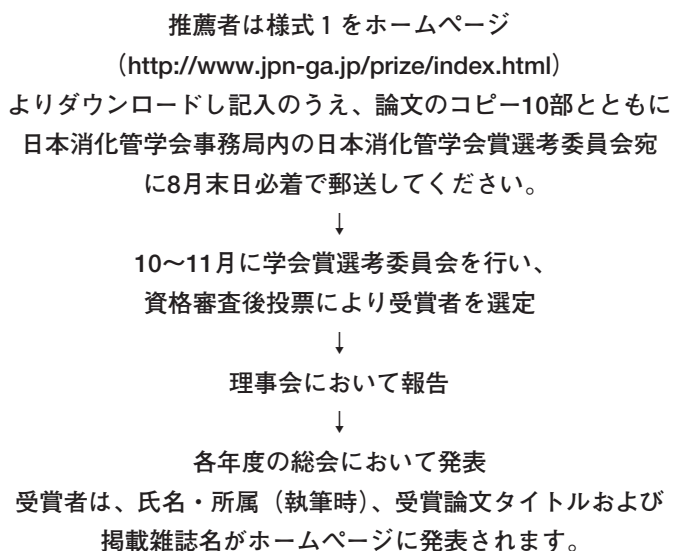 推薦者は様式1をホームページ
（http://www.jpn-ga.jp/prize/index.html）
よりダウンロードし記入のうえ、論文のコピー10部とともに
日本消化管学会事務局内の日本消化管学会賞選考委員会宛
に8月末日必着で郵送してください。
↓
10〜11月に学会賞選考委員会を行い、
資格審査後投票により受賞者を選定
↓
理事会において報告
↓
各年度の総会において発表
受賞者は、氏名・所属（執筆時）、受賞論文タイトルおよび
掲載雑誌名がホームページに発表されます。